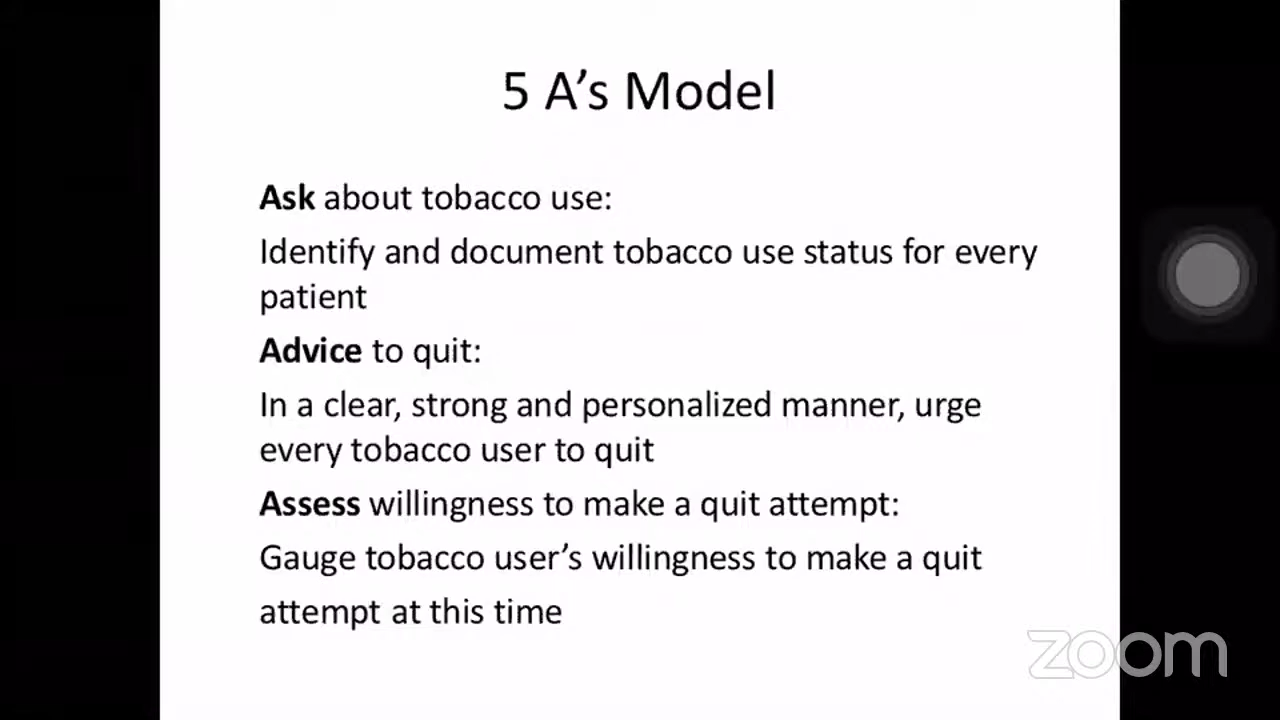 5 A’s Model
Ask about tobacco use:
Identify and document tobacco use status for every
patient
Advice to quit:
In a clear, strong and personalized manner, urge
every tobacco user to quit
Assess willingness to make a quit attempt:
Gauge tobacco user’s willingness to make a quit
attempt at this time
zoom